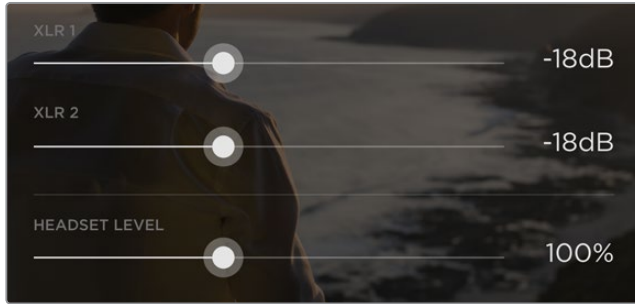 XLR 1
-18dB
XLR 2
-18dB
HEADSET LEVEL
100%